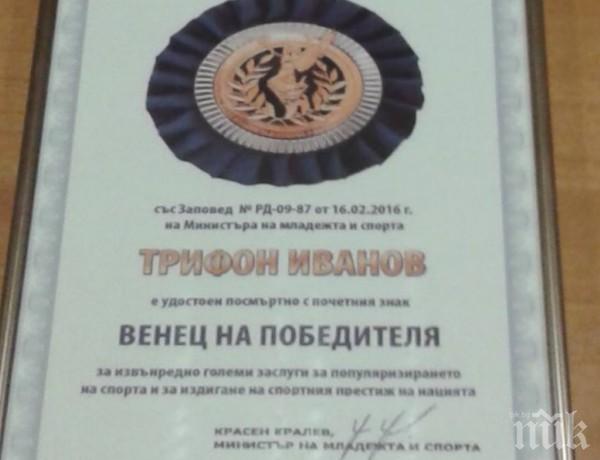 със Заповед № РД-09-87 от 16.02.2016 г.
на Министъра на младежта и спорта
ТРИФОН ИВАНОВ
е удостоен посмъртно с почетния знак
ВЕНЕЦ НА ПОБЕДИТЕЛЯ
за извънредно големи заслуги за популяризирането
на спорта и за издигане на спортния престиж на нацията
КРАСЕН КРАЛЕВ,
МИНИСТЪР НА МЛАДЕЖТА И СПОРТА
пик